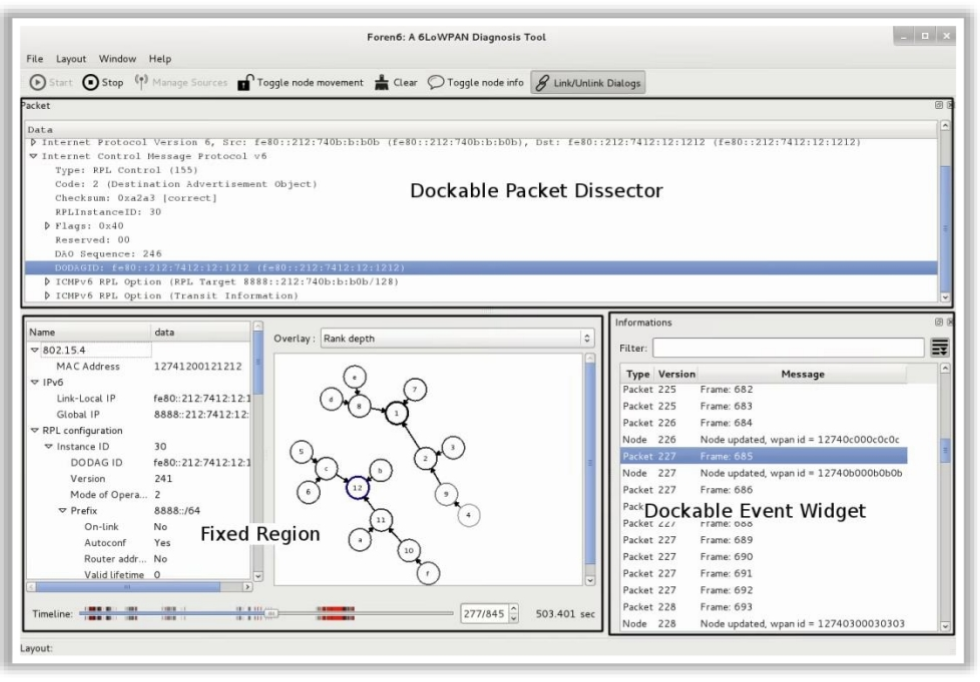 Foren6: A 6LoWPAN Diagnosis Tool
File Layout Window Help
Start Stop Manage Sources Toggle node movement Clear Toggle node info Link/Unlink Dialogs
Packet
Data
Internet Protocol Version 6, Src: fe80::212:740b:b:b0b (fe80::212:740b:b:b0b), Dst: fe80::212:7412:12:1212 (fe80::212:7412:12:1212)
Internet Control Message Protocol v6
Type: RPL Control (155)
Code: 2 (Destination Advertisement Object)
Dockable Packet Dissector
Checksum: 0xa2a3 [correct]
RPLInstanceID: 30
Flags: 0x40
Reserved: 00
DAO Sequence: 246
DODAGID: fe80::212:7412:12:1212 (fe80::212:7412:12:1212)
ICMPv6 RPL Option (RPL Target 8888::212:740b:b:b0b/128)
ICMPv6 RPL Option (Transit Information)
Name data
802.15.4
MAC Address 12741200121212
IPv6
Link-Local IP fe80::212:7412:12:1
Global IP 8888::212:7412:12:
RPL configuration
Instance ID 30
DODAG ID fe80::212:7412:12:1
Version 241
Mode of Opera... 2
Prefix 8888::/64
On-link No
Autoconf Yes
Router addr... No
Valid lifetime 0
Fixed Region
Overlay: Rank depth
e
7
d
8
1
5
2
3
c
b
6
12
9
4
11
a
10
f
Timeline: 277/845 503.401 sec
Informations
Filter:
Type Version Message
Packet 225 Frame: 682
Packet 225 Frame: 683
Packet 226 Frame: 684
Node 226 Node updated, wpan id = 12740c000c0c0c
Packet 227 Frame: 685
Node 227 Node updated, wpan id = 12740b000b0b0b
Packet 227 Frame: 686
Dockable Event Widget
227 Frame: 688
Packet 227 Frame: 689
Packet 227 Frame: 690
Packet 227 Frame: 691
Packet 227 Frame: 692
Packet 228 Frame: 693
Node 228 Node updated, wpan id = 12740300030303
Layout: